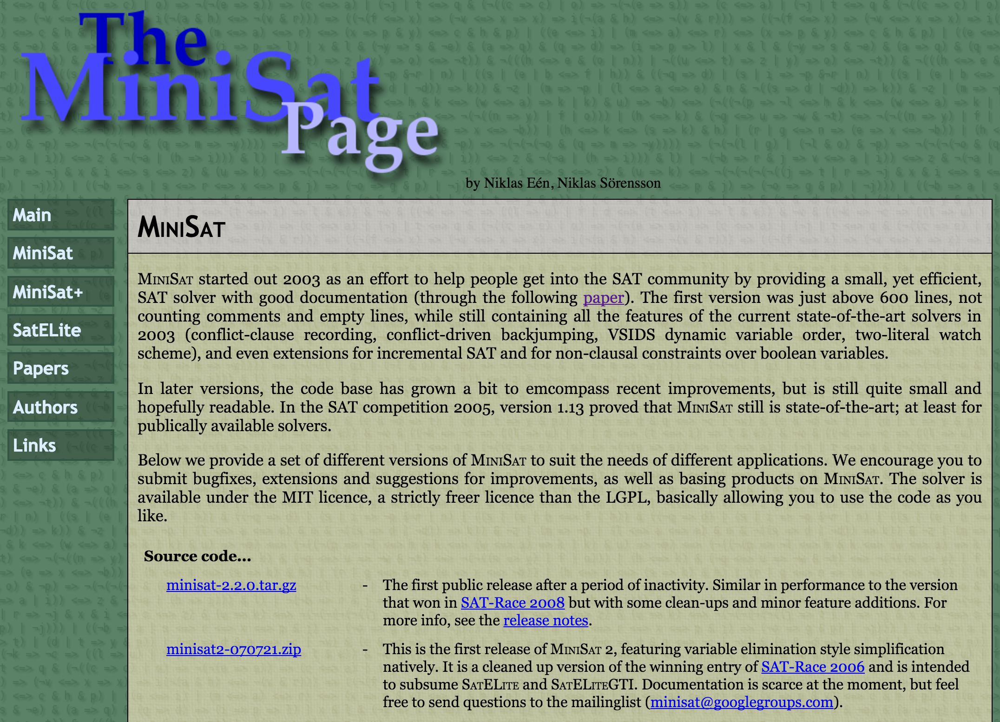 The
MiniSat
Page
by Niklas Eén, Niklas Sörensson
Main
MiniSat
MiniSat+
SatELite
Papers
Authors
Links
MiniSat
MiniSat started out 2003 as an effort to help people get into the SAT community by providing a small, yet efficient,
SAT solver with good documentation (through the following paper). The first version was just above 600 lines, not
counting comments and empty lines, while still containing all the features of the current state-of-the-art solvers in
2003 (conflict-clause recording, conflict-driven backjumping, VSIDS dynamic variable order, two-literal watch
scheme), and even extensions for incremental SAT and for non-clausal constraints over boolean variables.
In later versions, the code base has grown a bit to emcompass recent improvements, but is still quite small and
hopefully readable. In the SAT competition 2005, version 1.13 proved that MiniSat still is state-of-the-art; at least for
publically available solvers.
Below we provide a set of different versions of MiniSat to suit the needs of different applications. We encourage you to
submit bugfixes, extensions and suggestions for improvements, as well as basing products on MiniSat. The solver is
available under the MIT licence, a strictly freer licence than the LGPL, basically allowing you to use the code as you
like.
Source code...
minisat-2.2.0.tar.gz - The first public release after a period of inactivity. Similar in performance to the version
that won in SAT-Race 2008 but with some clean-ups and minor feature additions. For
more info, see the release notes.
minisat2-070721.zip - This is the first release of MiniSat 2, featuring variable elimination style simplification
natively. It is a cleaned up version of the winning entry of SAT-Race 2006 and is intended
to subsume SatELite and SatELiteGTI. Documentation is scarce at the moment, but feel
free to send questions to the mailinglist (minisat@googlegroups.com).